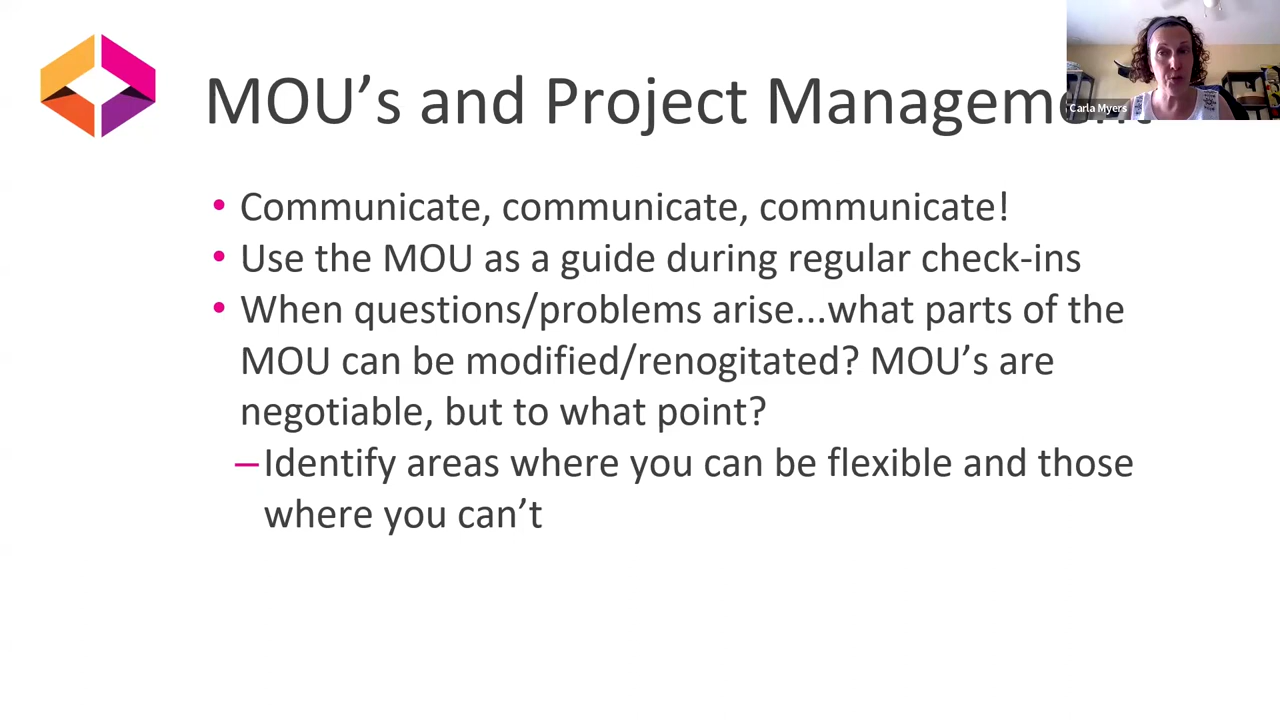 MOU's and Project Management
Carla Myers
• Communicate, communicate, communicate!
• Use the MOU as a guide during regular check-ins
• When questions/problems arise...what parts of the
MOU can be modified/renogitated? MOU's are
negotiable, but to what point?
–Identify areas where you can be flexible and those
where you can't